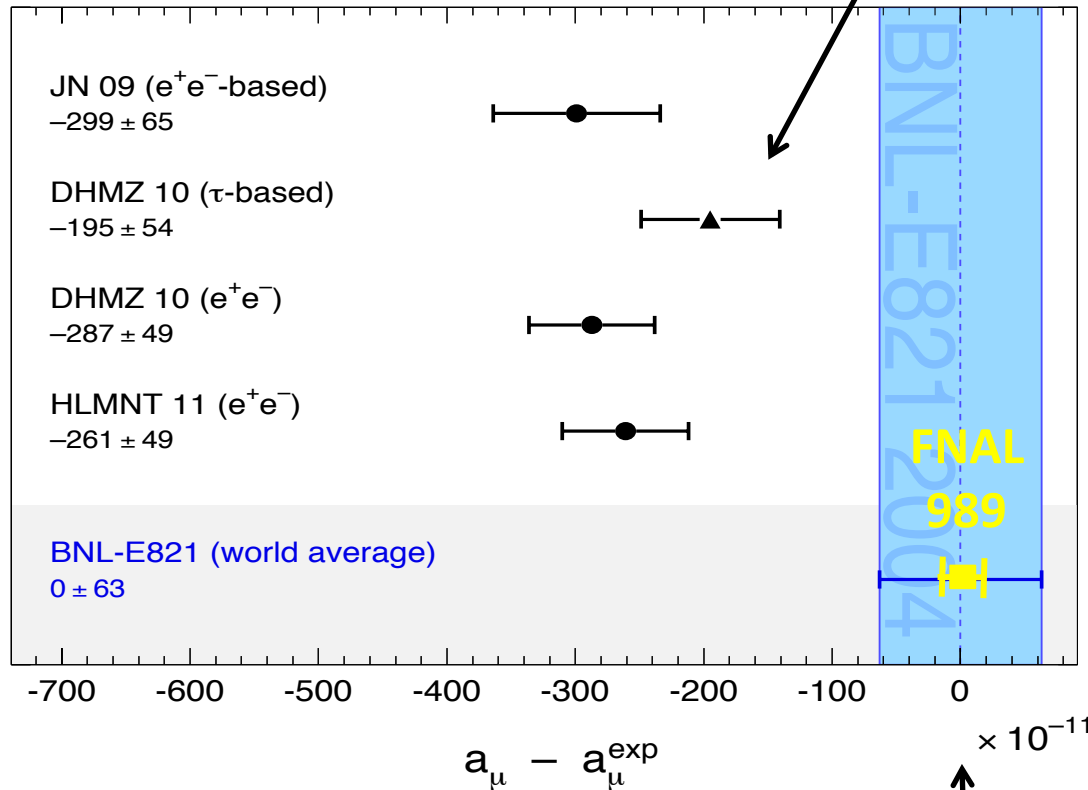 JN 09 (e⁺e⁻-based)
−299 ± 65
DHMZ 10 (τ-based)
−195 ± 54
DHMZ 10 (e⁺e⁻)
−287 ± 49
HLMNT 11 (e⁺e⁻)
−261 ± 49
BNL-E821 (world average)
0 ± 63
BNL-E821 2004
FNAL
989
-700 -600 -500 -400 -300 -200 -100 0
× 10⁻¹¹
a_μ − a_μ^exp